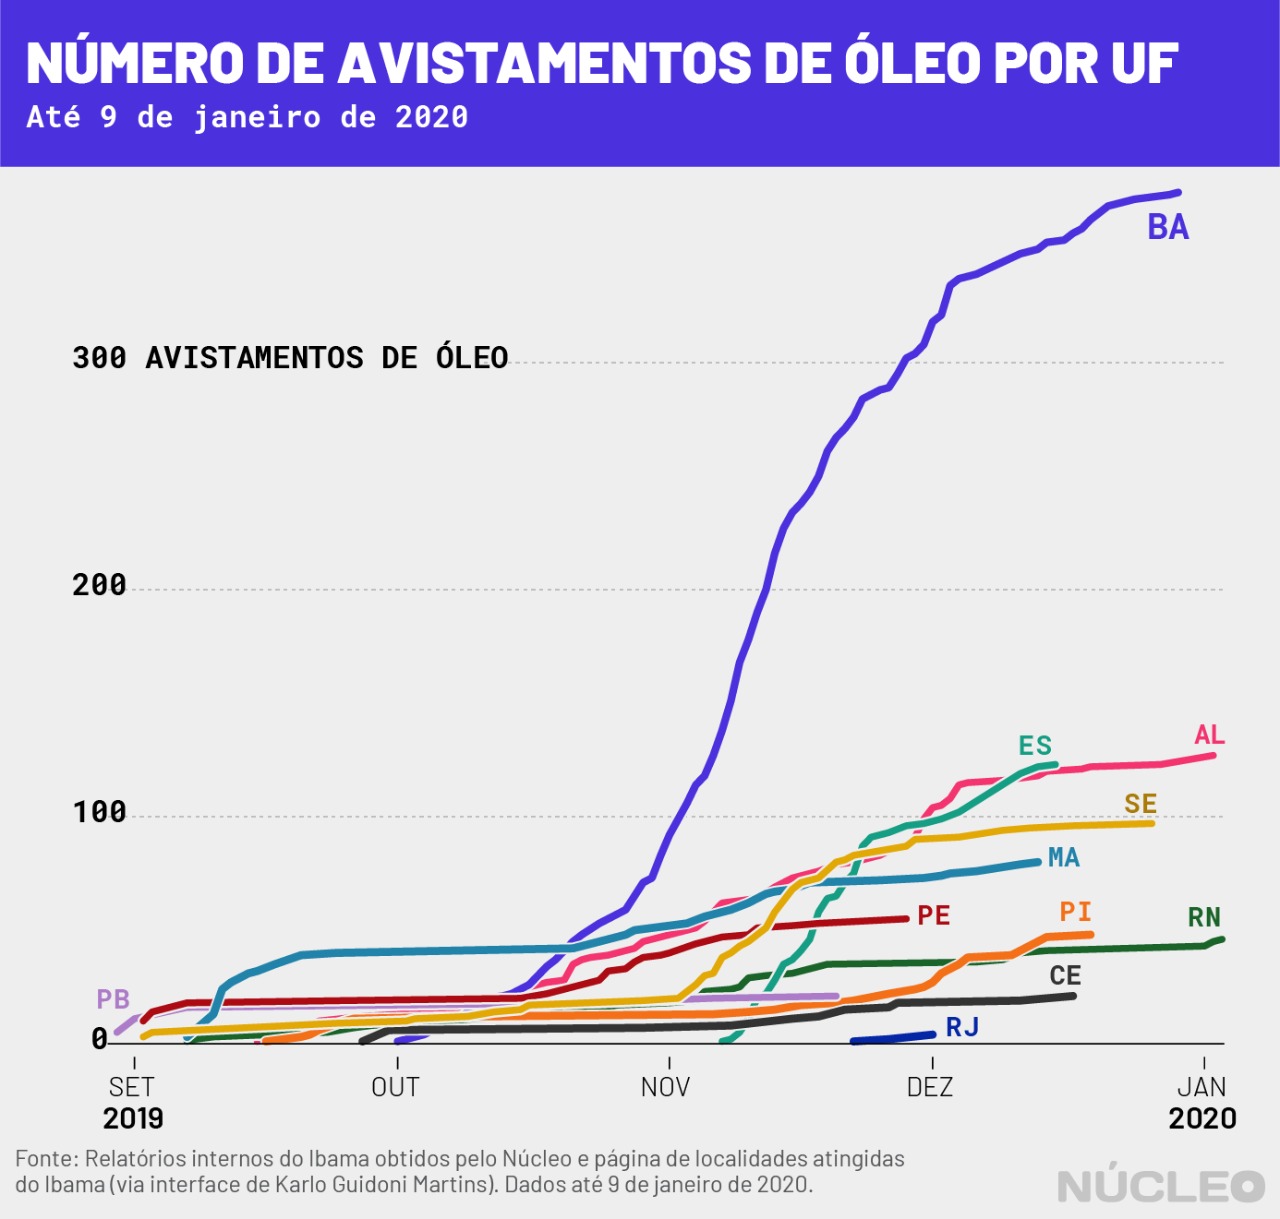 NÚMERO DE AVISTAMENTOS DE ÓLEO POR UF
Até 9 de janeiro de 2020
BA
300 AVISTAMENTOS DE ÓLEO
200
AL
ES
SE
100
MA
PI
PE
RN
CE
PB
RJ
0
SET OUT NOV DEZ JAN
2019 2020
Fonte: Relatórios internos do Ibama obtidos pelo Núcleo e página de localidades atingidas
do Ibama (via interface de Karlo Guidoni Martins). Dados até 9 de janeiro de 2020.
NÚCLEO